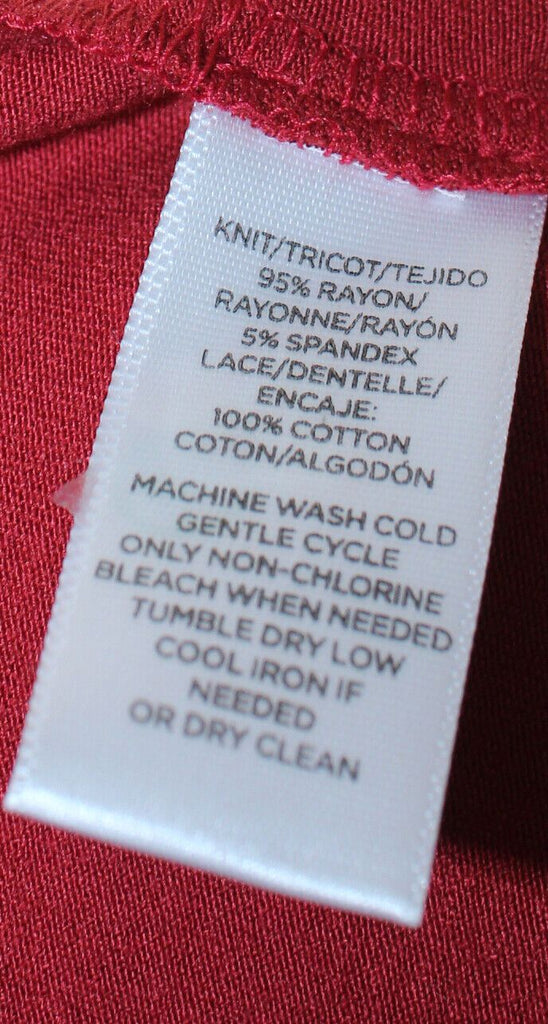 KNIT/TRICOT/TEJIDO
95% RAYON/
RAYONNE/RAYÓN
5% SPANDEX
LACE/DENTELLE/
ENCAJE:
100% COTTON
COTON/ALGODÓN
MACHINE WASH COLD
GENTLE CYCLE
ONLY NON-CHLORINE
BLEACH WHEN NEEDED
TUMBLE DRY LOW
COOL IRON IF
NEEDED
OR DRY CLEAN